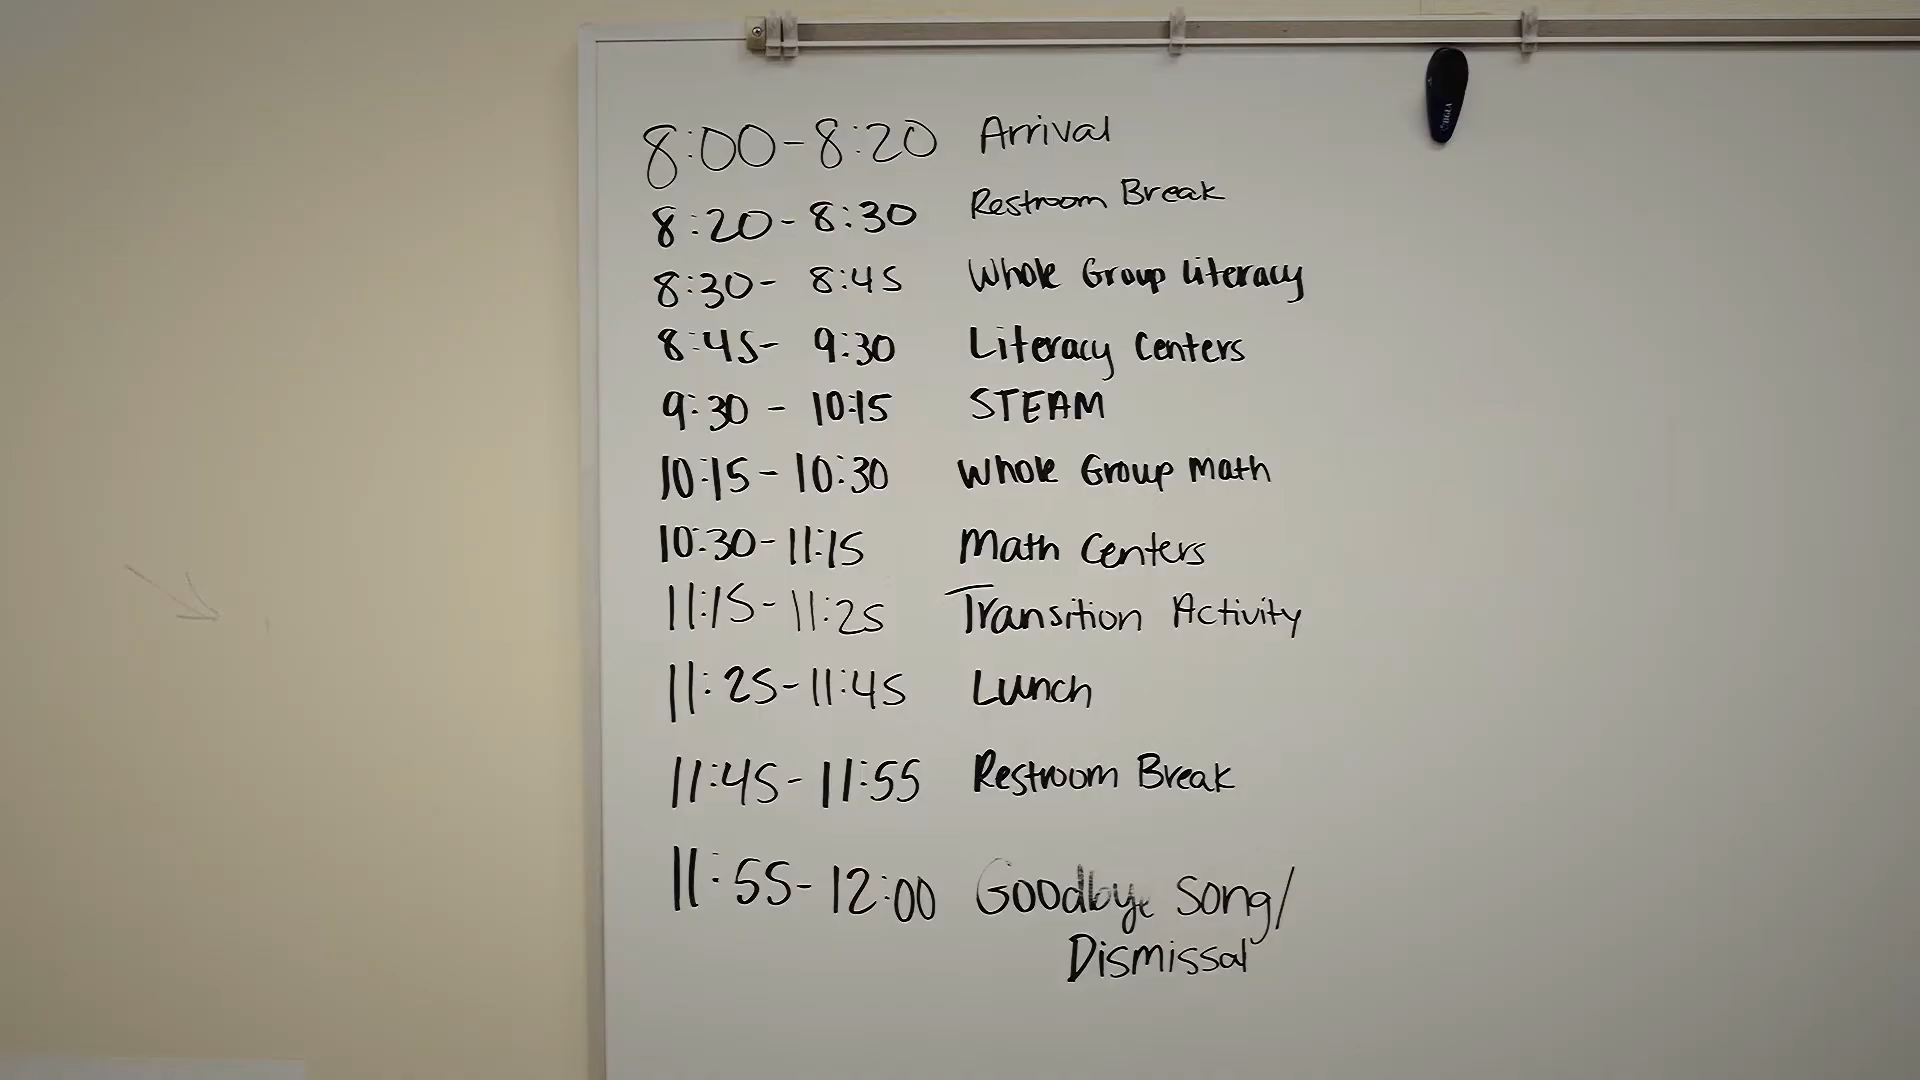 8:00-8:20 Arrival
8:20-8:30 Restroom Break
8:30- 8:45 Whole Group Literacy
8:45- 9:30 Literacy Centers
9:30 - 10:15 STEAM
10:15-10:30 Whole Group Math
10:30-11:15 Math Centers
11:15-11:25 Transition Activity
11:25-11:45 Lunch
11:45-11:55 Restroom Break
11:55-12:00 Goodbye Song/
Dismissal